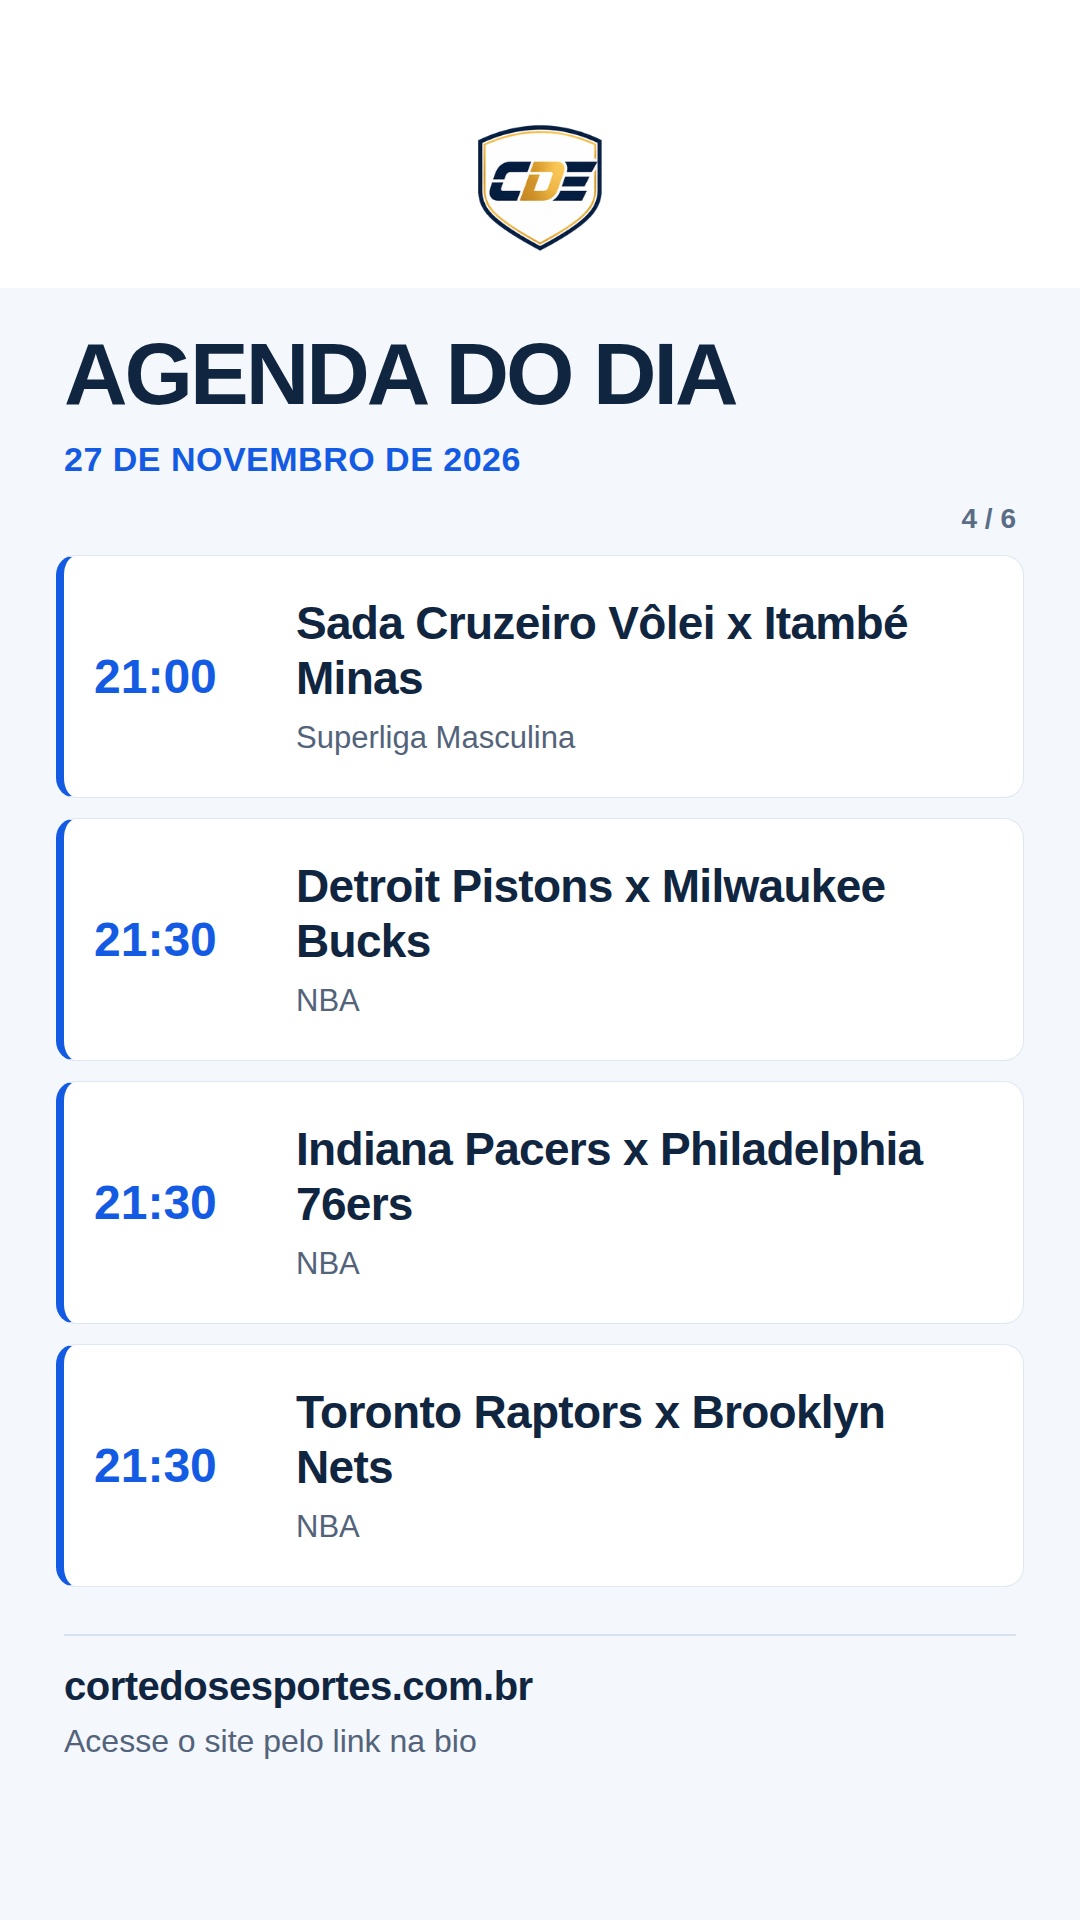 CDE
AGENDA DO DIA
27 DE NOVEMBRO DE 2026
4 / 6
21:00
Sada Cruzeiro Vôlei x Itambé
Minas
Superliga Masculina
21:30
Detroit Pistons x Milwaukee
Bucks
NBA
21:30
Indiana Pacers x Philadelphia
76ers
NBA
21:30
Toronto Raptors x Brooklyn
Nets
NBA
cortedosesportes.com.br
Acesse o site pelo link na bio